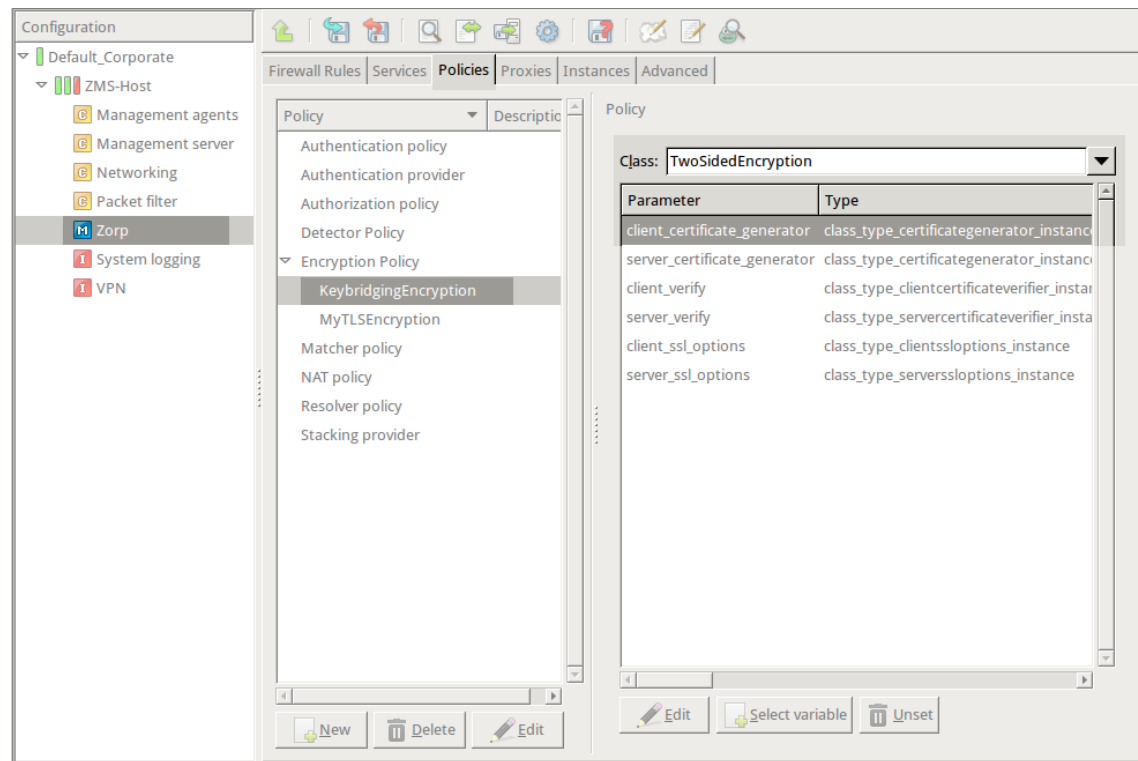 Configuration
Default_Corporate
ZMS-Host
C Management agents
C Management server
C Networking
C Packet filter
M Zorp
I System logging
I VPN
Firewall Rules Services Policies Proxies Instances Advanced
Policy Descriptio
Authentication policy
Authentication provider
Authorization policy
Detector Policy
Encryption Policy
KeybridgingEncryption
MyTLSEncryption
Matcher policy
NAT policy
Resolver policy
Stacking provider
New Delete Edit
Policy
Class: TwoSidedEncryption
Parameter Type
client_certificate_generator class_type_certificategenerator_instanc
server_certificate_generator class_type_certificategenerator_instanc
client_verify class_type_clientcertificateverifier_instar
server_verify class_type_servercertificateverifier_insta
client_ssl_options class_type_clientssloptions_instance
server_ssl_options class_type_serverssloptions_instance
Edit Select variable Unset